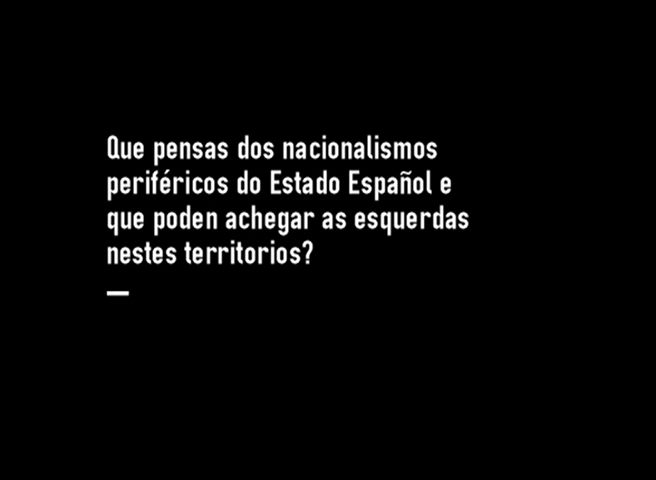 Que pensas dos nacionalismos
periféricos do Estado Español e
que poden achegar as esquerdas
nestes territorios?